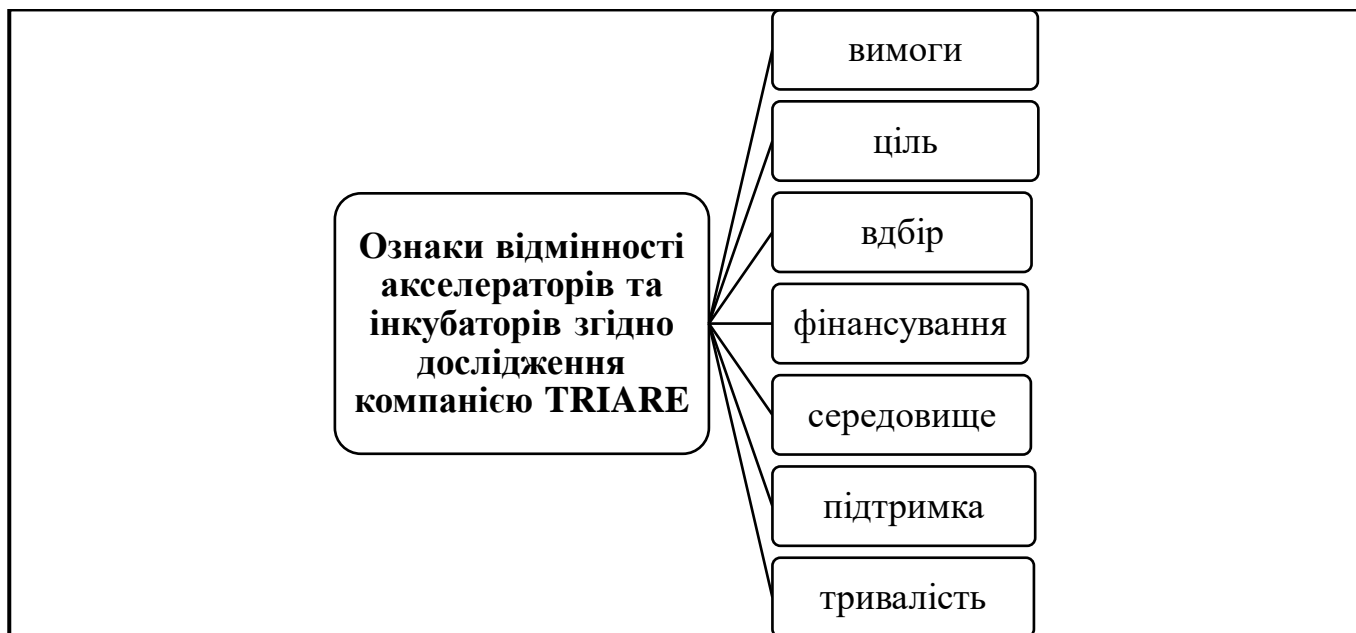 Ознаки відмінності
акселераторів та
інкубаторів згідно
дослідження
компанією TRIARE
вимоги
ціль
вдбір
фінансування
середовище
підтримка
тривалість